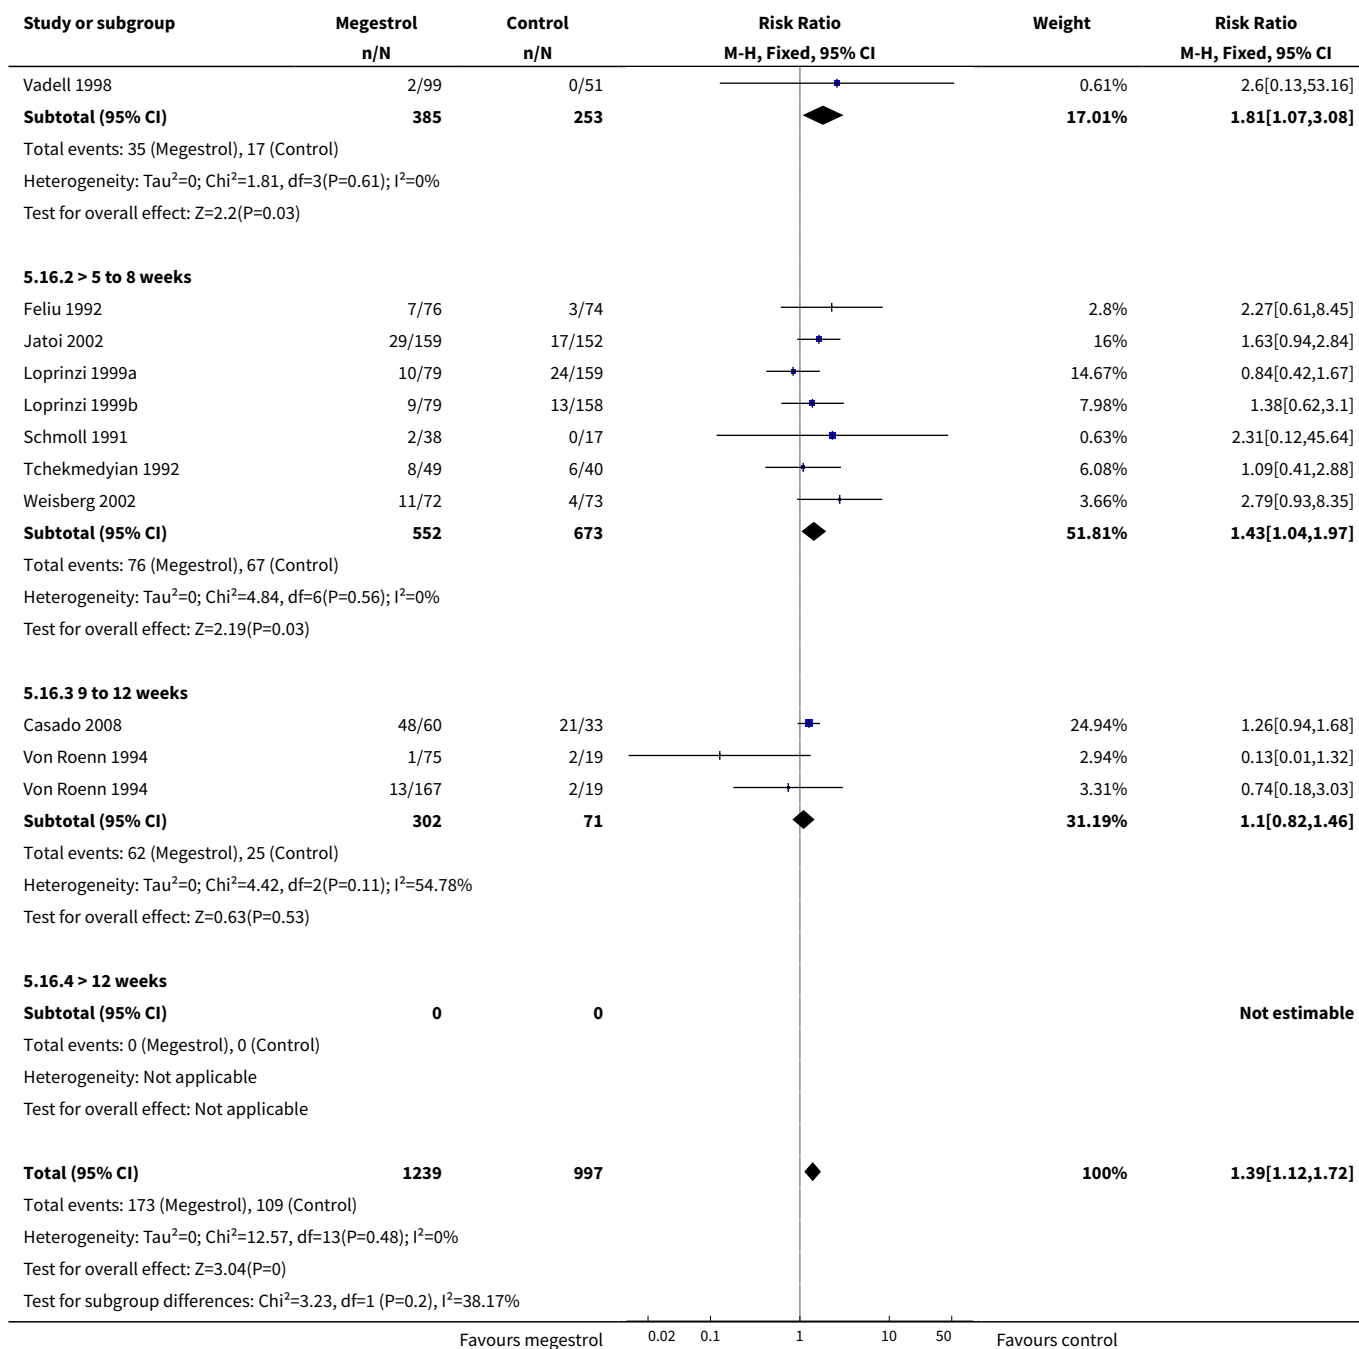 Study or subgroup Megestrol Control Risk Ratio Weight Risk Ratio
n/N n/N M-H, Fixed, 95% CI M-H, Fixed, 95% CI
Vadell 1998 2/99 0/51 0.61% 2.6[0.13,53.16]
Subtotal (95% CI) 385 253 17.01% 1.81[1.07,3.08]
Total events: 35 (Megestrol), 17 (Control)
Heterogeneity: Tau²=0; Chi²=1.81, df=3(P=0.61); I²=0%
Test for overall effect: Z=2.2(P=0.03)
5.16.2 > 5 to 8 weeks
Feliu 1992 7/76 3/74 2.8% 2.27[0.61,8.45]
Jatoi 2002 29/159 17/152 16% 1.63[0.94,2.84]
Loprinzi 1999a 10/79 24/159 14.67% 0.84[0.42,1.67]
Loprinzi 1999b 9/79 13/158 7.98% 1.38[0.62,3.1]
Schmoll 1991 2/38 0/17 0.63% 2.31[0.12,45.64]
Tchekmedyian 1992 8/49 6/40 6.08% 1.09[0.41,2.88]
Weisberg 2002 11/72 4/73 3.66% 2.79[0.93,8.35]
Subtotal (95% CI) 552 673 51.81% 1.43[1.04,1.97]
Total events: 76 (Megestrol), 67 (Control)
Heterogeneity: Tau²=0; Chi²=4.84, df=6(P=0.56); I²=0%
Test for overall effect: Z=2.19(P=0.03)
5.16.3 9 to 12 weeks
Casado 2008 48/60 21/33 24.94% 1.26[0.94,1.68]
Von Roenn 1994 1/75 2/19 2.94% 0.13[0.01,1.32]
Von Roenn 1994 13/167 2/19 3.31% 0.74[0.18,3.03]
Subtotal (95% CI) 302 71 31.19% 1.1[0.82,1.46]
Total events: 62 (Megestrol), 25 (Control)
Heterogeneity: Tau²=0; Chi²=4.42, df=2(P=0.11); I²=54.78%
Test for overall effect: Z=0.63(P=0.53)
5.16.4 > 12 weeks
Subtotal (95% CI) 0 0 Not estimable
Total events: 0 (Megestrol), 0 (Control)
Heterogeneity: Not applicable
Test for overall effect: Not applicable
Total (95% CI) 1239 997 100% 1.39[1.12,1.72]
Total events: 173 (Megestrol), 109 (Control)
Heterogeneity: Tau²=0; Chi²=12.57, df=13(P=0.48); I²=0%
Test for overall effect: Z=3.04(P=0)
Test for subgroup differences: Chi²=3.23, df=1 (P=0.2), I²=38.17%
Favours megestrol 0.02 0.1 1 10 50 Favours control